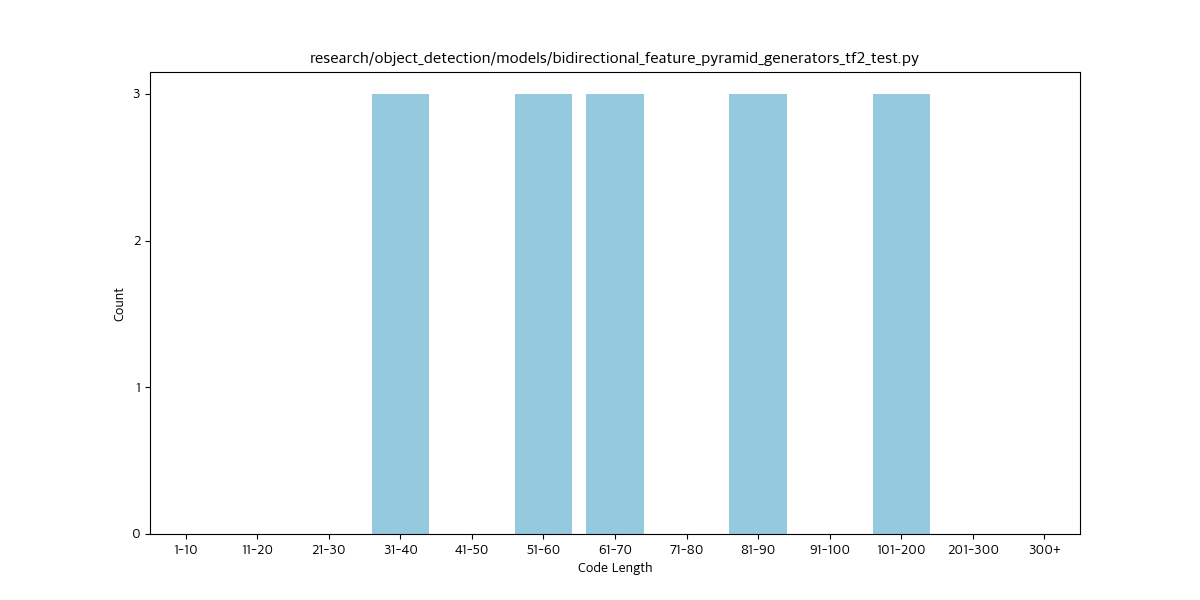 research/object_detection/models/bidirectional_feature_pyramid_generators_tf2_test.py
3
2
1
0
Count
1-10 11-20 21-30 31-40 41-50 51-60 61-70 71-80 81-90 91-100 101-200 201-300 300+
Code Length